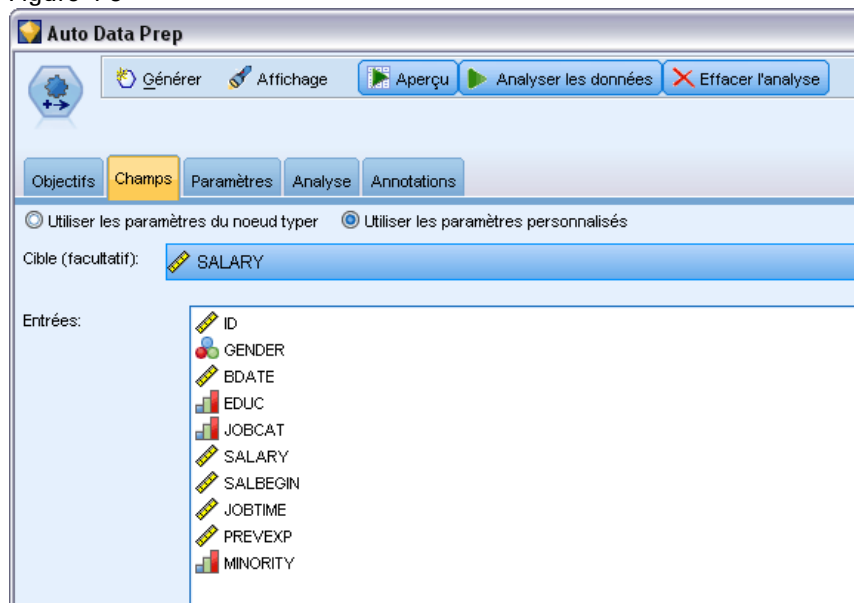 Auto Data Prep
Générer Affichage Aperçu Analyser les données Effacer l'analyse
Objectifs Champs Paramètres Analyse Annotations
Utiliser les paramètres du noeud typer Utiliser les paramètres personnalisés
Cible (facultatif): SALARY
Entrées: ID
GENDER
BDATE
EDUC
JOBCAT
SALARY
SALBEGIN
JOBTIME
PREVEXP
MINORITY